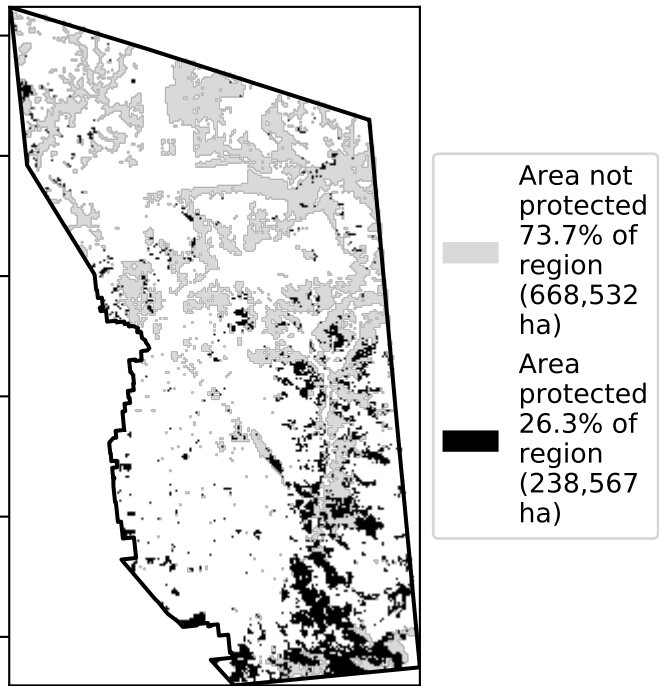 Area not
protected
73.7% of
region
(668,532
ha)
Area
protected
26.3% of
region
(238,567
ha)